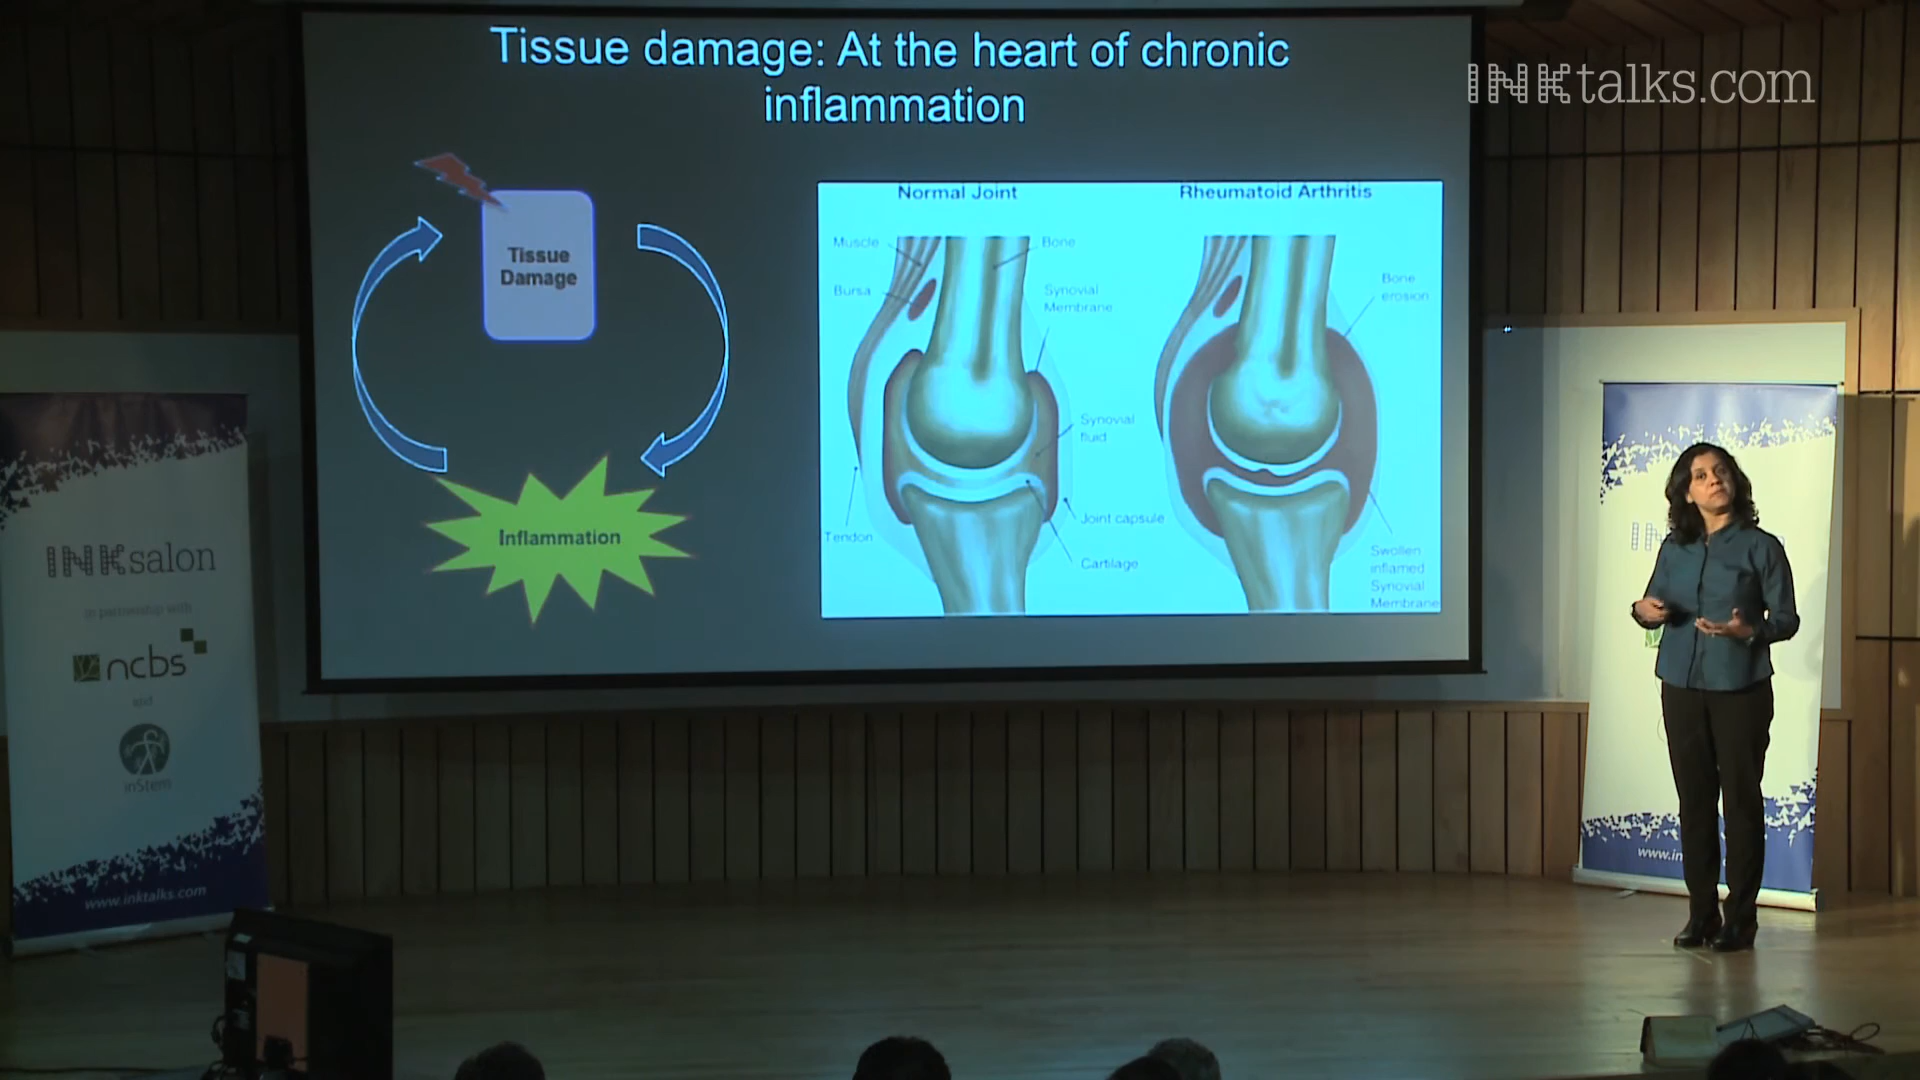 Tissue damage: At the heart of chronic
inflammation
INKtalks.com
Tissue
Damage
Inflammation
Normal Joint
Muscle
Bone
Bursa
Synovial
Membrane
Synovial
fluid
Joint capsule
Tendon
Cartilage
Rheumatoid Arthritis
Bone
erosion
Swollen
inflamed
Synovial
Membrane
INKsalon
in partnership with
ncbs
and
inStem
www.inktalks.com
www.in